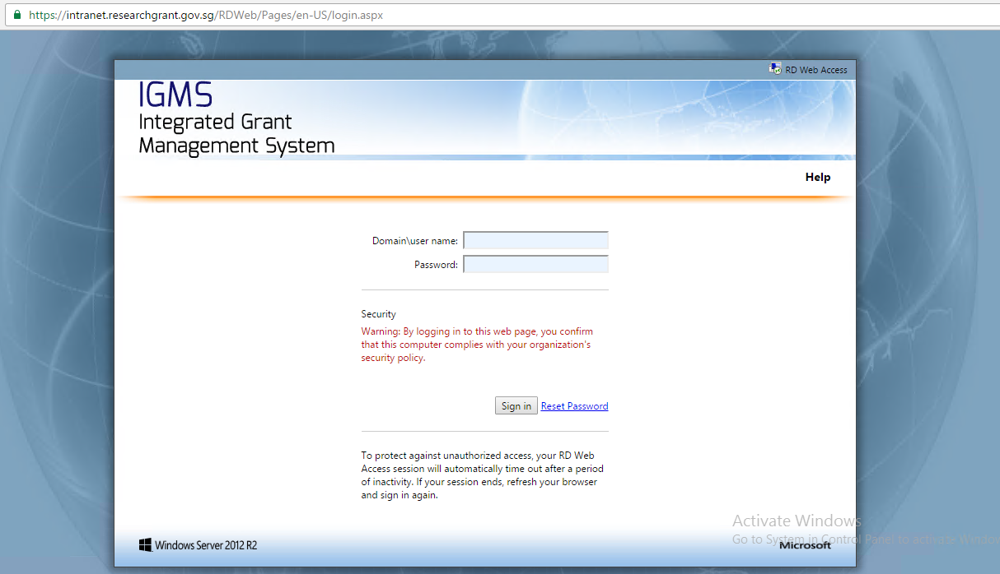 https://intranet.researchgrant.gov.sg/RDWeb/Pages/en-US/login.aspx
RD Web Access
IGMS
Integrated Grant
Management System
Help
Domain\user name:
Password:
Security
Warning: By logging in to this web page, you confirm
that this computer complies with your organization's
security policy.
Sign in Reset Password
To protect against unauthorized access, your RD Web
Access session will automatically time out after a period
of inactivity. If your session ends, refresh your browser
and sign in again.
Activate Windows
Go to System in Control Panel to activate Window
Windows Server 2012 R2
Microsoft